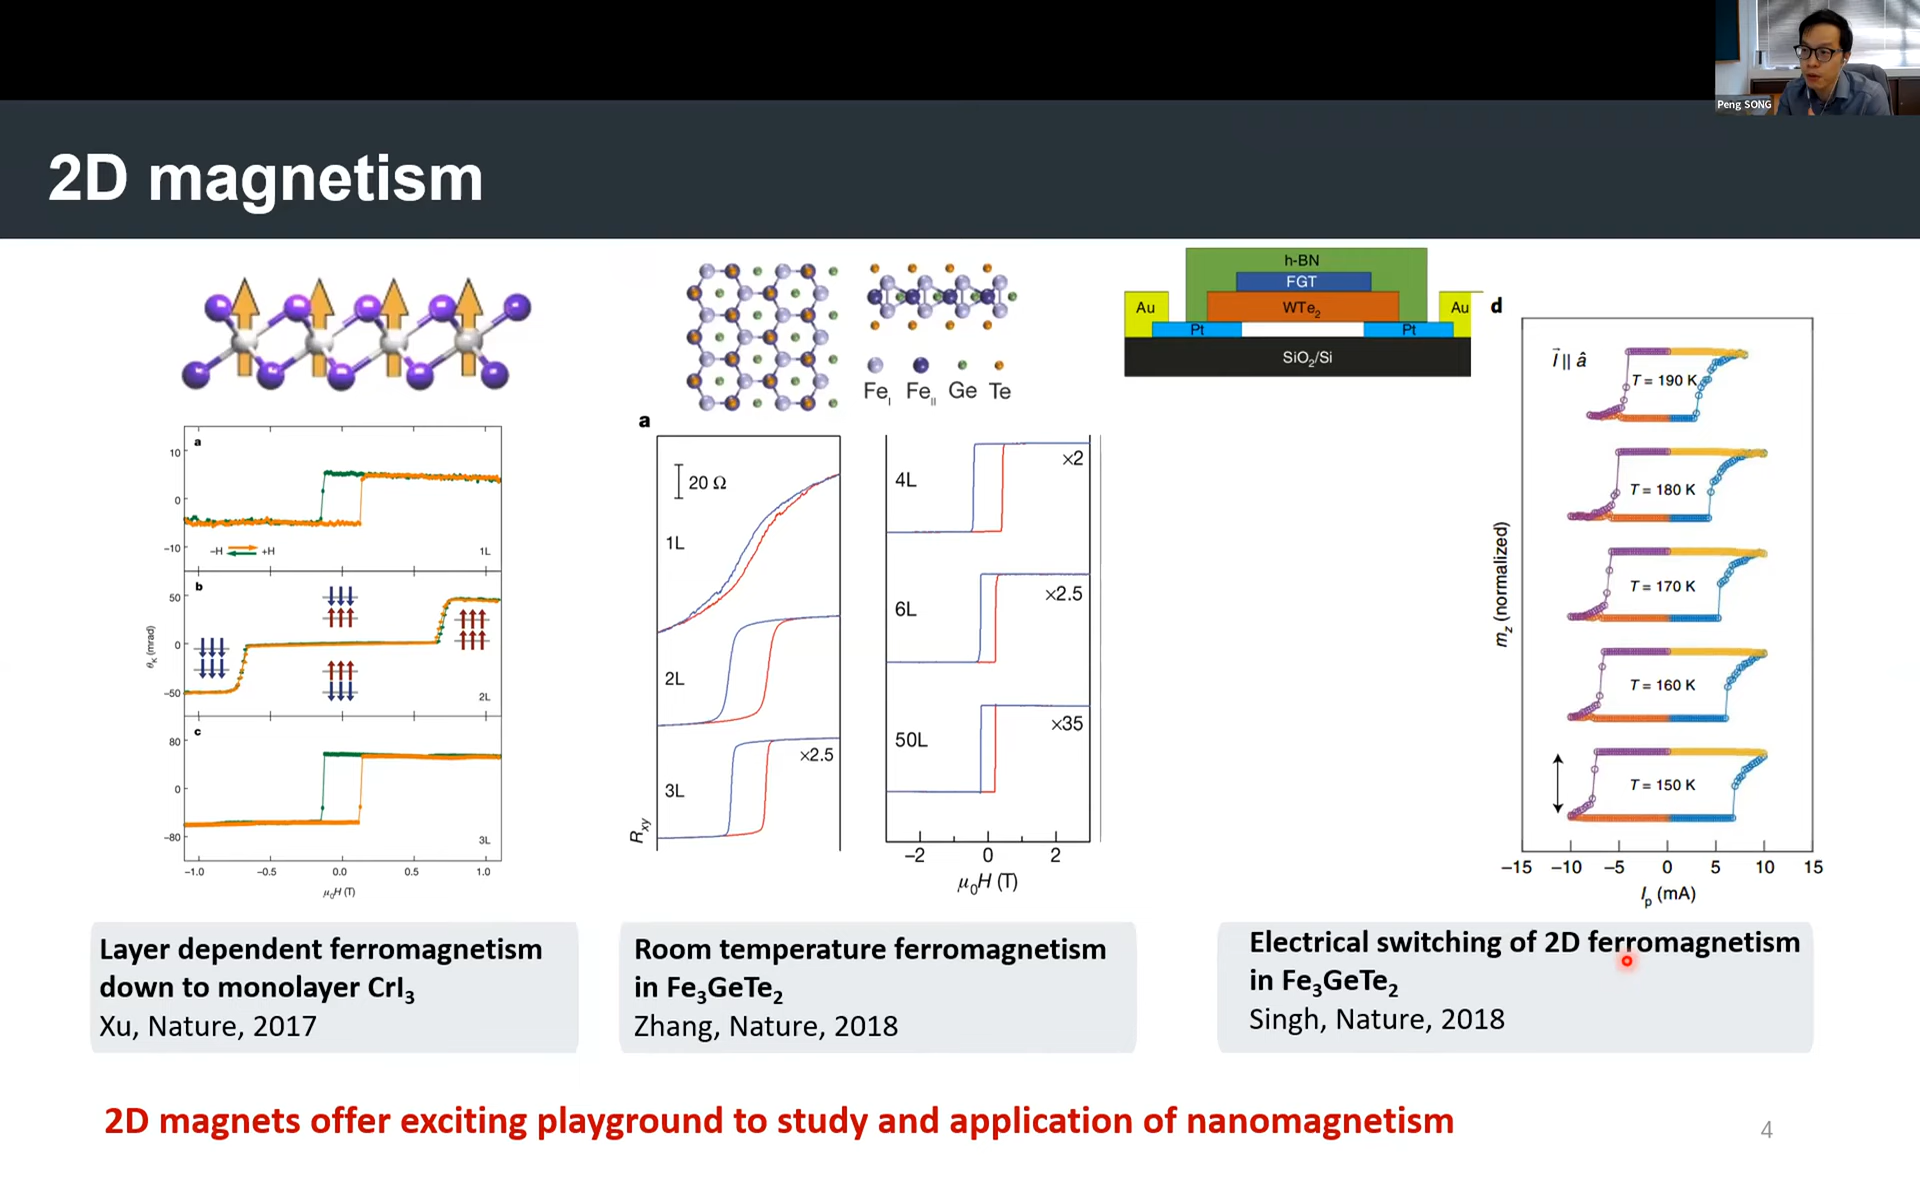 Peng SONG
2D magnetism
a
10
0
−10
−H
+H
1L
b
50
0
−50
2L
θK (mrad)
c
80
0
−80
3L
−1.0
−0.5
0.0
0.5
1.0
μ0H (T)
FeI
FeII
Ge
Te
a
20 Ω
1L
2L
3L
×2.5
Rxy
4L
×2
6L
×2.5
50L
×35
−2
0
2
μ0H (T)
h-BN
FGT
WTe2
Au
Au
Pt
Pt
SiO2/Si
d
I || â
T = 190 K
T = 180 K
T = 170 K
T = 160 K
T = 150 K
mz (normalized)
−15
−10
−5
0
5
10
15
Ip (mA)
Layer dependent ferromagnetism
down to monolayer CrI3
Xu, Nature, 2017
Room temperature ferromagnetism
in Fe3GeTe2
Zhang, Nature, 2018
Electrical switching of 2D ferromagnetism
in Fe3GeTe2
Singh, Nature, 2018
2D magnets offer exciting playground to study and application of nanomagnetism
4